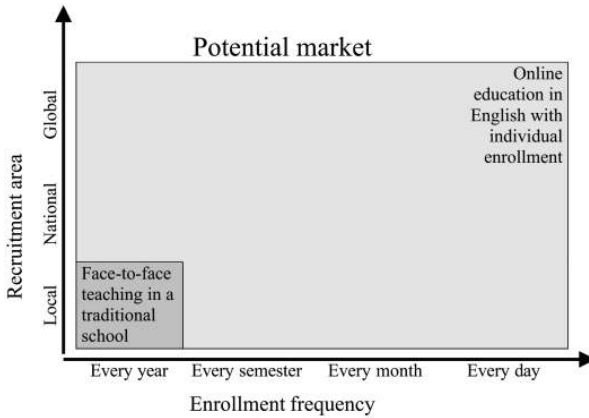 Potential market
Online
education in
English with
individual
enrollment
Global
National
Local
Recruitment area
Face-to-face
teaching in a
traditional
school
Every year
Every semester
Every month
Every day
Enrollment frequency